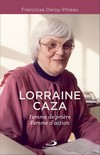 Françoise Deroy-Pineau
LORRAINE
CAZA
Femme de prière
Femme d'action